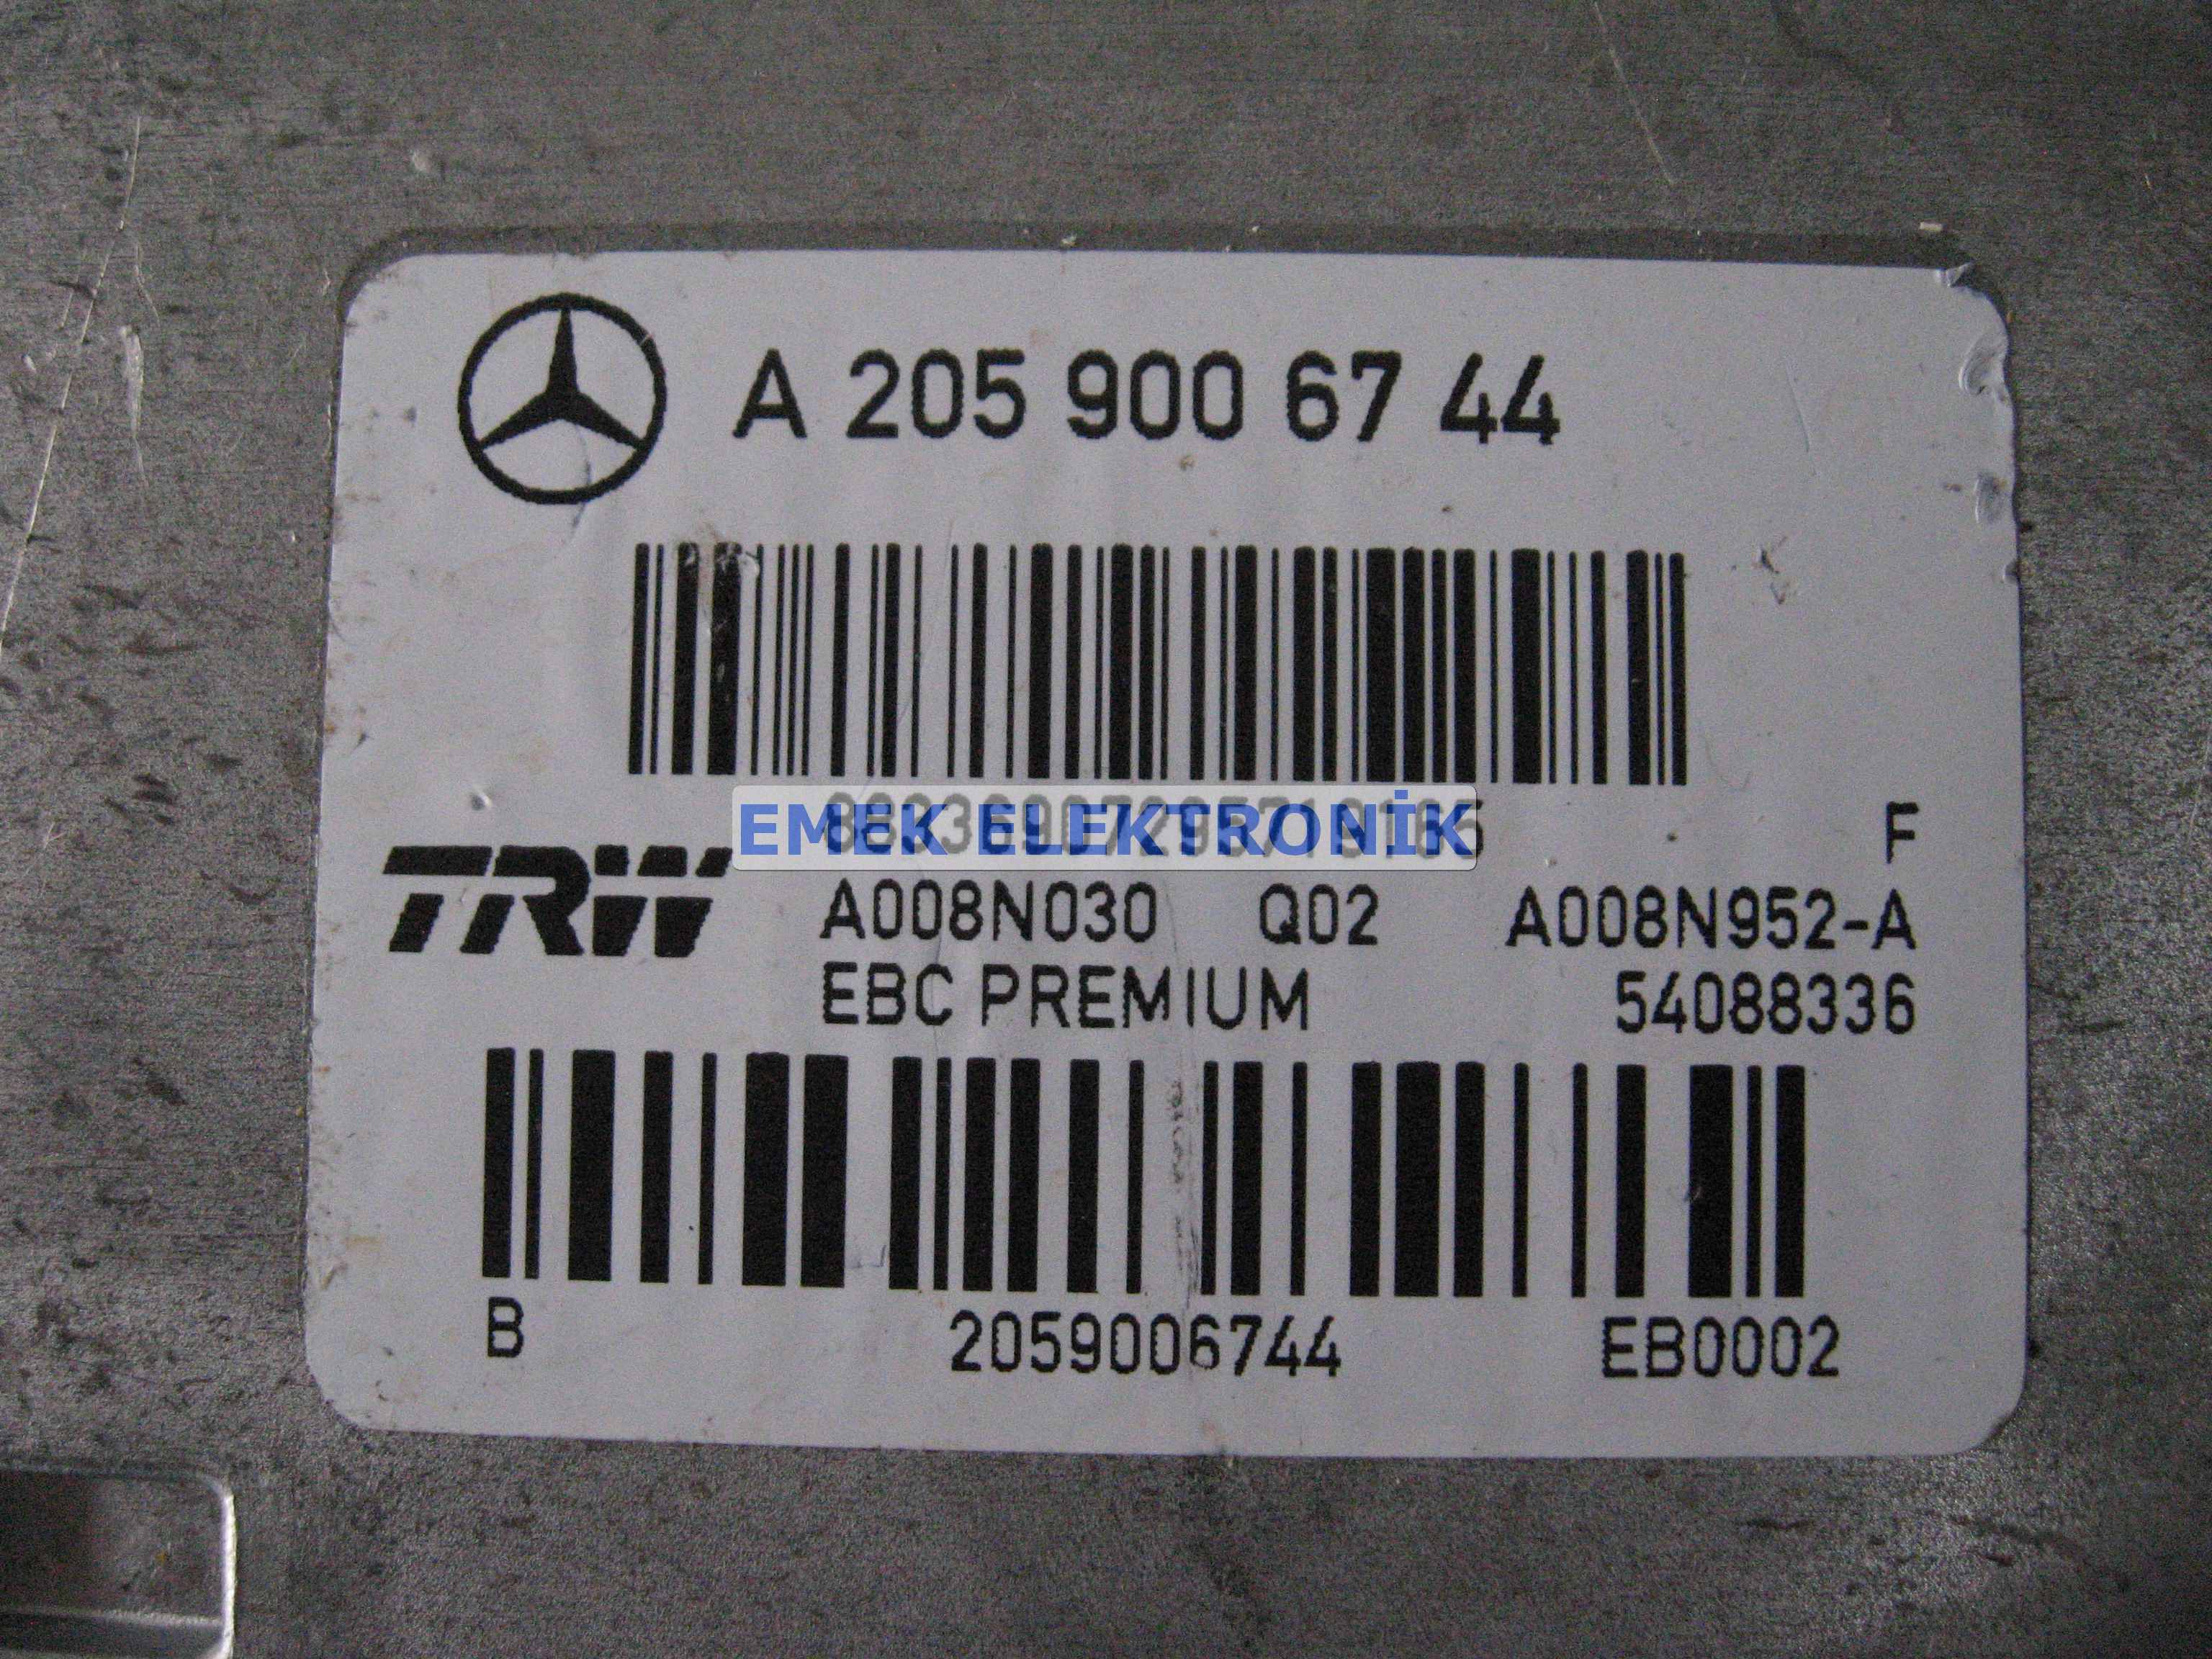 A 205 900 67 44
EMEK ELEKTRONİK
F
TRW
A008N030 Q02 A008N952-A
EBC PREMIUM 54088336
B 2059006744 EB0002